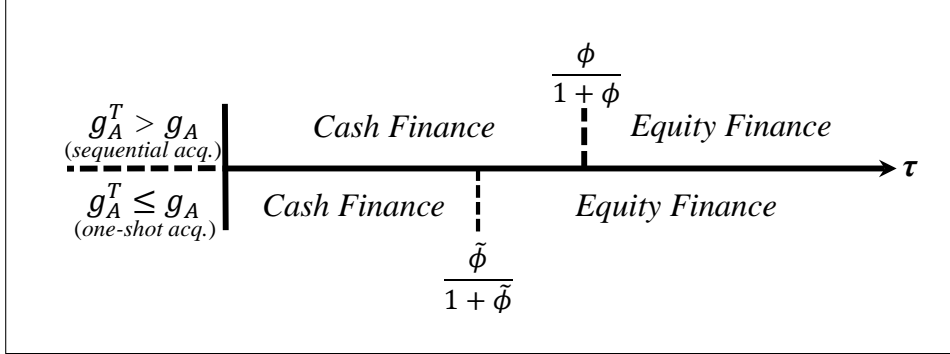 ϕ
1 + ϕ
g_A^T > g_A
(sequential acq.)
Cash Finance
Equity Finance
τ
g_A^T ≤ g_A
(one-shot acq.)
Cash Finance
Equity Finance
ϕ̃
1 + ϕ̃